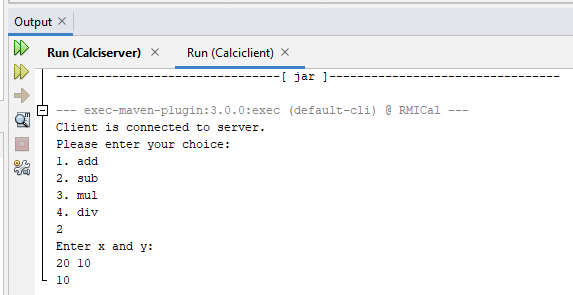 Output
Run (Calciserver)
Run (Calciclient)
--------------------------------[ jar ]---------------------------------
--- exec-maven-plugin:3.0.0:exec (default-cli) @ RMICal ---
Client is connected to server.
Please enter your choice:
1. add
2. sub
3. mul
4. div
2
Enter x and y:
20 10
10